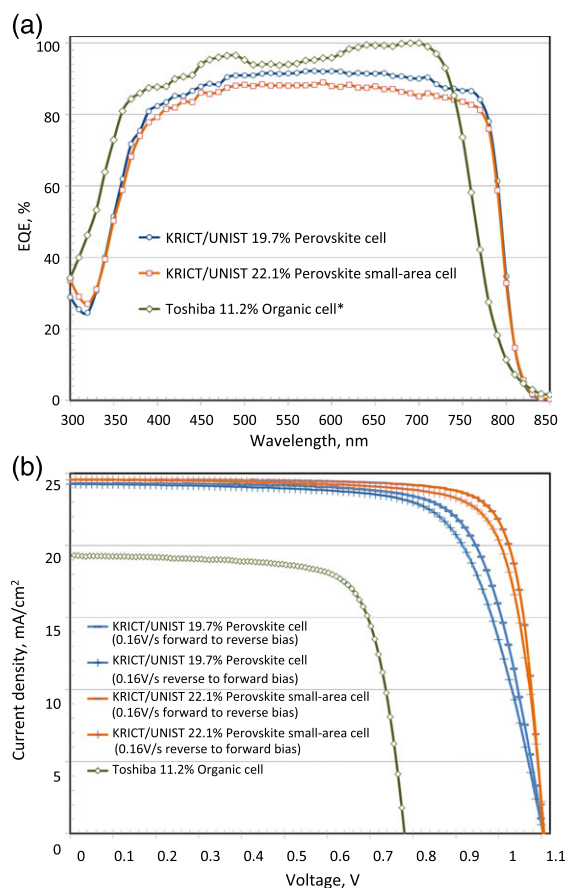 (a)
100
80
60
40
20
0
EQE, %
KRICT/UNIST 19.7% Perovskite cell
KRICT/UNIST 22.1% Perovskite small-area cell
Toshiba 11.2% Organic cell*
300 350 400 450 500 550 600 650 700 750 800 850
Wavelength, nm
(b)
25
20
15
10
5
0
Current density, mA/cm2
KRICT/UNIST 19.7% Perovskite cell
(0.16V/s forward to reverse bias)
KRICT/UNIST 19.7% Perovskite cell
(0.16V/s reverse to forward bias)
KRICT/UNIST 22.1% Perovskite small-area cell
(0.16V/s forward to reverse bias)
KRICT/UNIST 22.1% Perovskite small-area cell
(0.16V/s reverse to forward bias)
Toshiba 11.2% Organic cell
0 0.1 0.2 0.3 0.4 0.5 0.6 0.7 0.8 0.9 1 1.1
Voltage, V